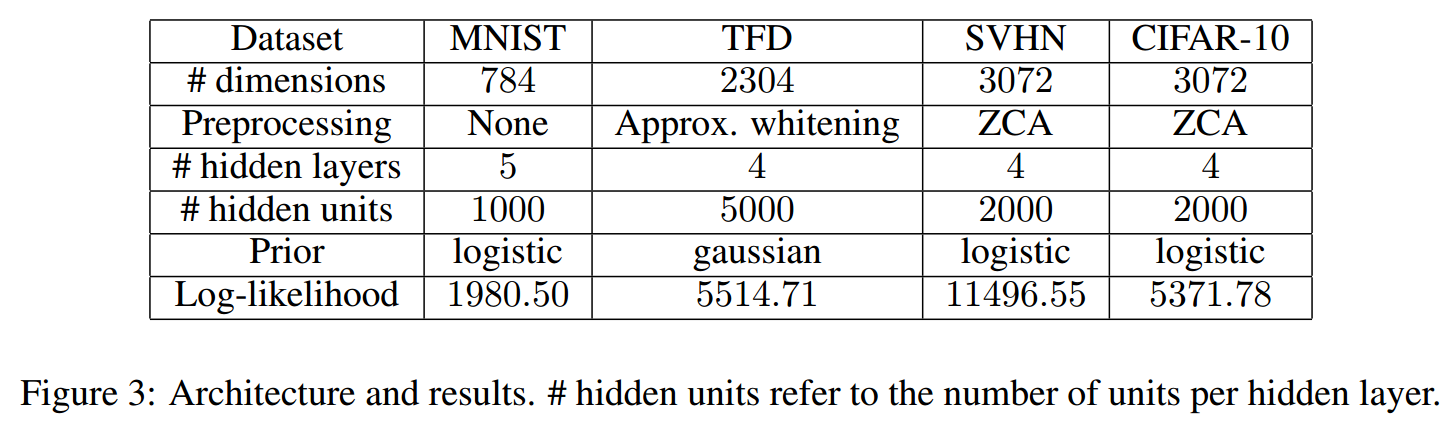 Dataset MNIST TFD SVHN CIFAR-10
# dimensions 784 2304 3072 3072
Preprocessing None Approx. whitening ZCA ZCA
# hidden layers 5 4 4 4
# hidden units 1000 5000 2000 2000
Prior logistic gaussian logistic logistic
Log-likelihood 1980.50 5514.71 11496.55 5371.78
Figure 3: Architecture and results. # hidden units refer to the number of units per hidden layer.